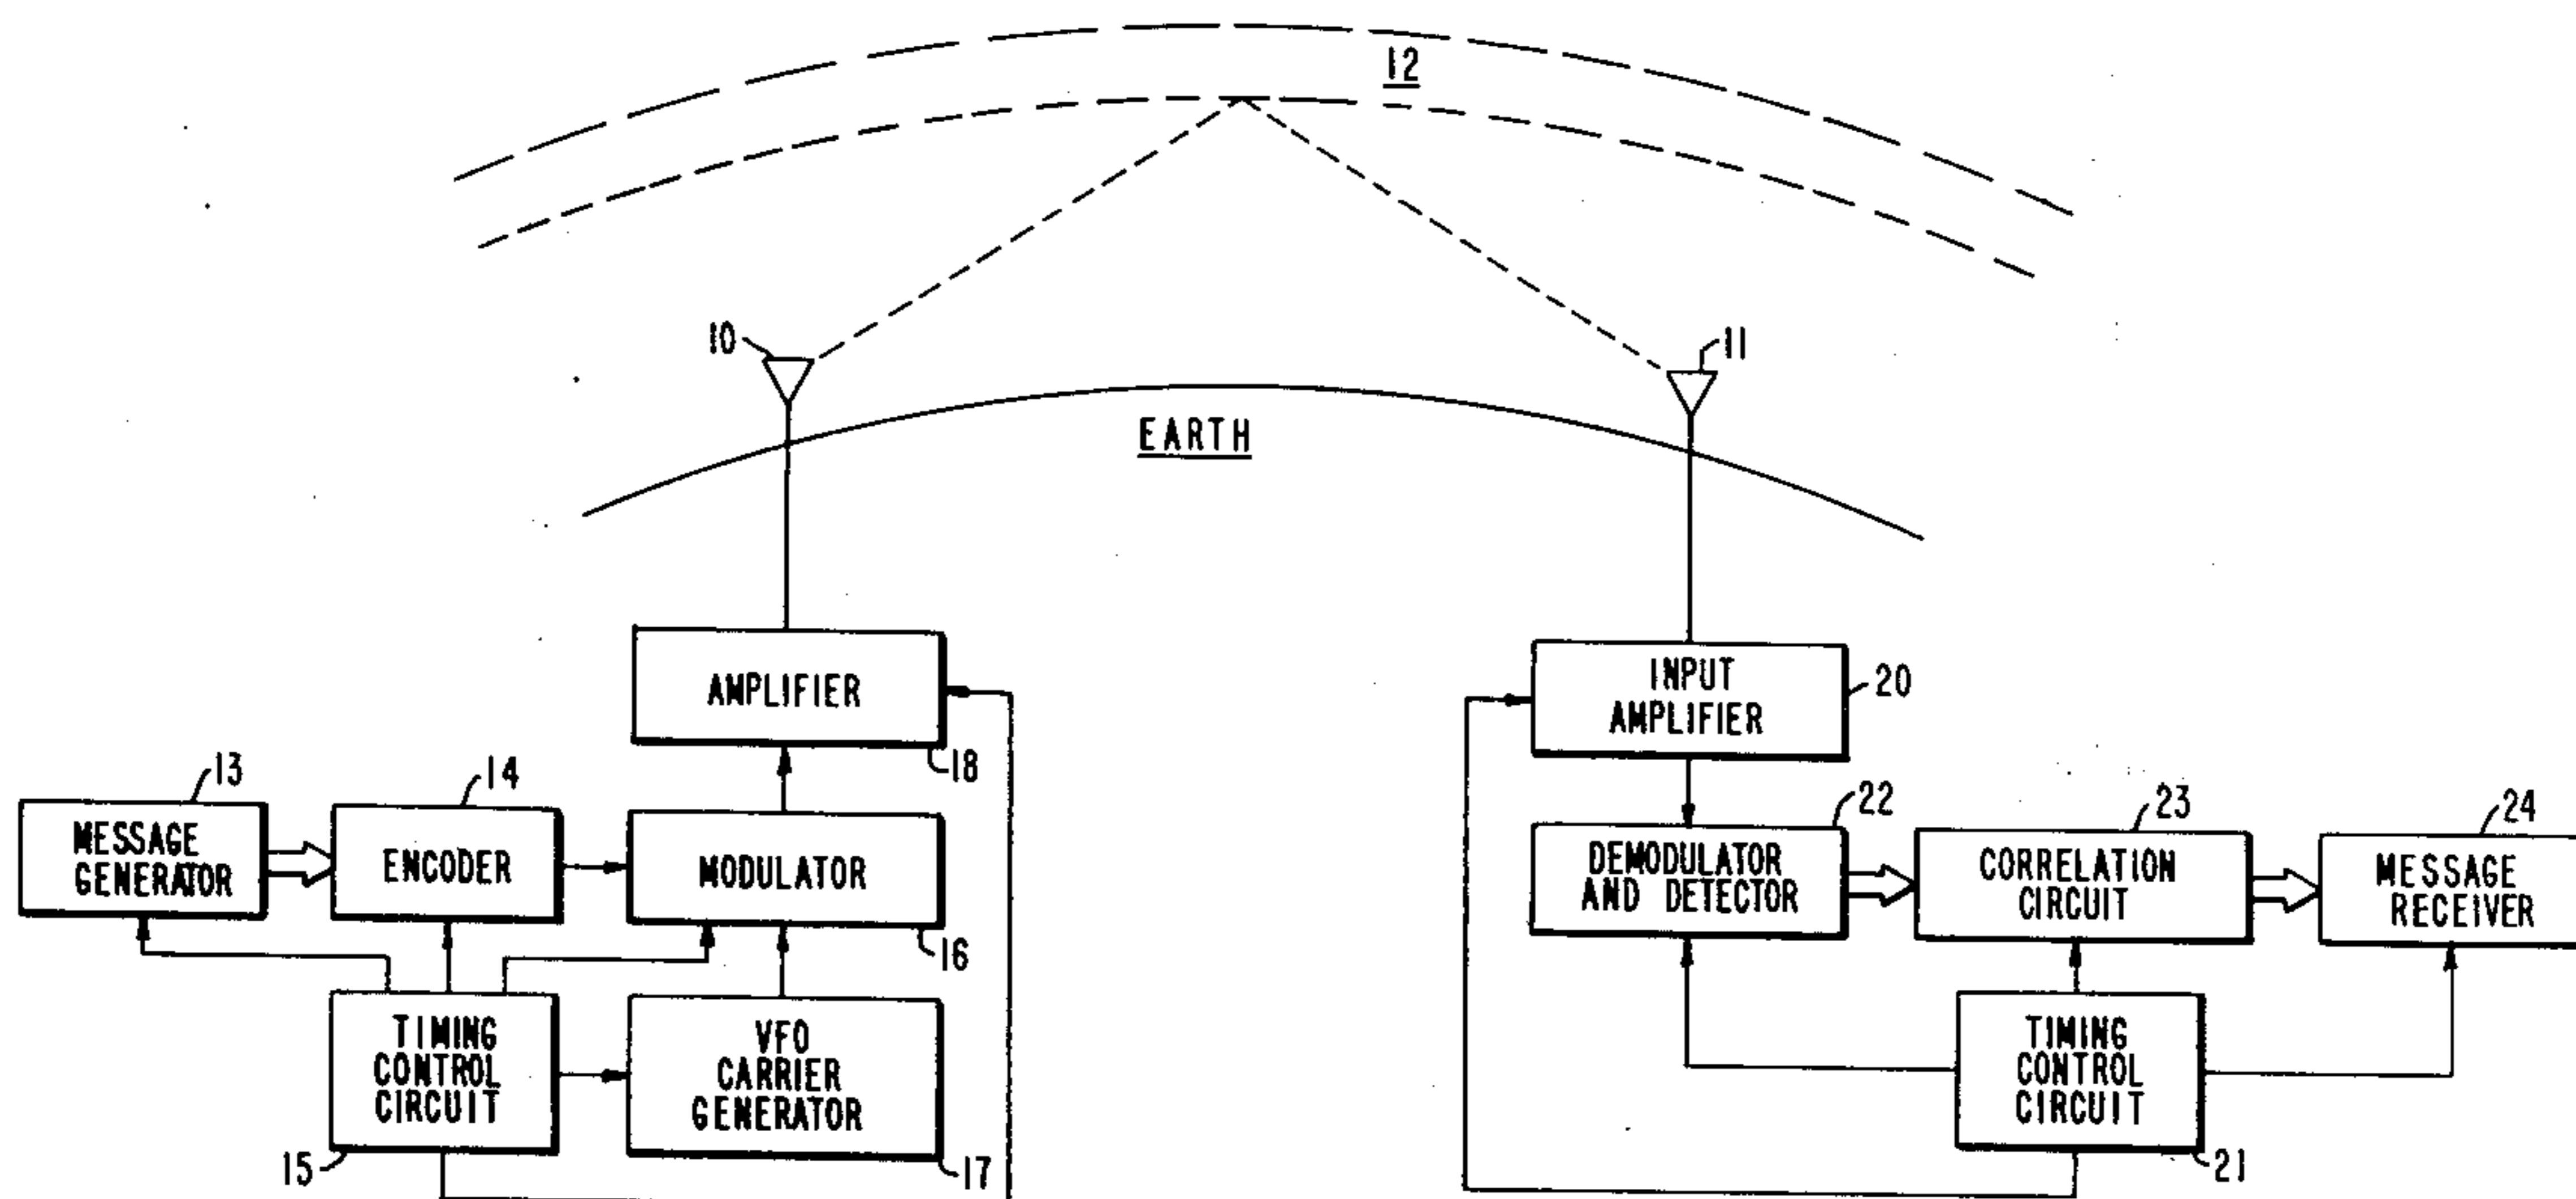 12
10
11
EARTH
AMPLIFIER
18
INPUT
AMPLIFIER
20
13
MESSAGE
GENERATOR
14
ENCODER
MODULATOR
16
22
DEMODULATOR
AND DETECTOR
23
CORRELATION
CIRCUIT
24
MESSAGE
RECEIVER
TIMING
CONTROL
CIRCUIT
15
VFO
CARRIER
GENERATOR
17
TIMING
CONTROL
CIRCUIT
21